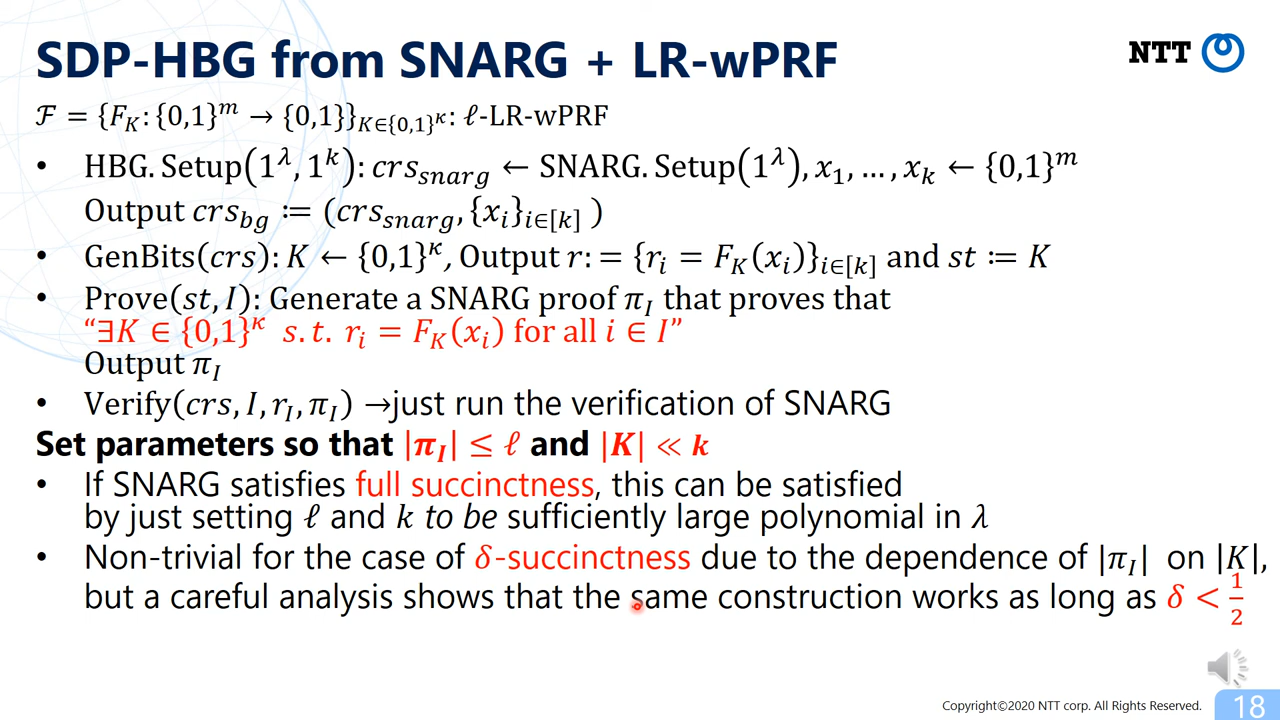 SDP-HBG from SNARG + LR-wPRF
NTT
ℱ = {F_K: {0,1}^m → {0,1}}_{K∈{0,1}^κ}: ℓ-LR-wPRF
• HBG. Setup(1^λ, 1^k): crs_snarg ← SNARG. Setup(1^λ), x_1, …, x_k ← {0,1}^m
Output crs_bg ≔ (crs_snarg, {x_i}_{i∈[k]} )
• GenBits(crs): K ← {0,1}^κ, Output r: = {r_i = F_K(x_i)}_{i∈[k]} and st ≔ K
• Prove(st, I): Generate a SNARG proof π_I that proves that
“∃K ∈ {0,1}^κ s.t. r_i = F_K(x_i) for all i ∈ I”
Output π_I
• Verify(crs, I, r_I, π_I) →just run the verification of SNARG
Set parameters so that |π_I| ≤ ℓ and |K| ≪ k
• If SNARG satisfies full succinctness, this can be satisfied
by just setting ℓ and k to be sufficiently large polynomial in λ
• Non-trivial for the case of δ-succinctness due to the dependence of |π_I| on |K|,
but a careful analysis shows that the same construction works as long as δ < 1/2
Copyright©2020 NTT corp. All Rights Reserved.
18